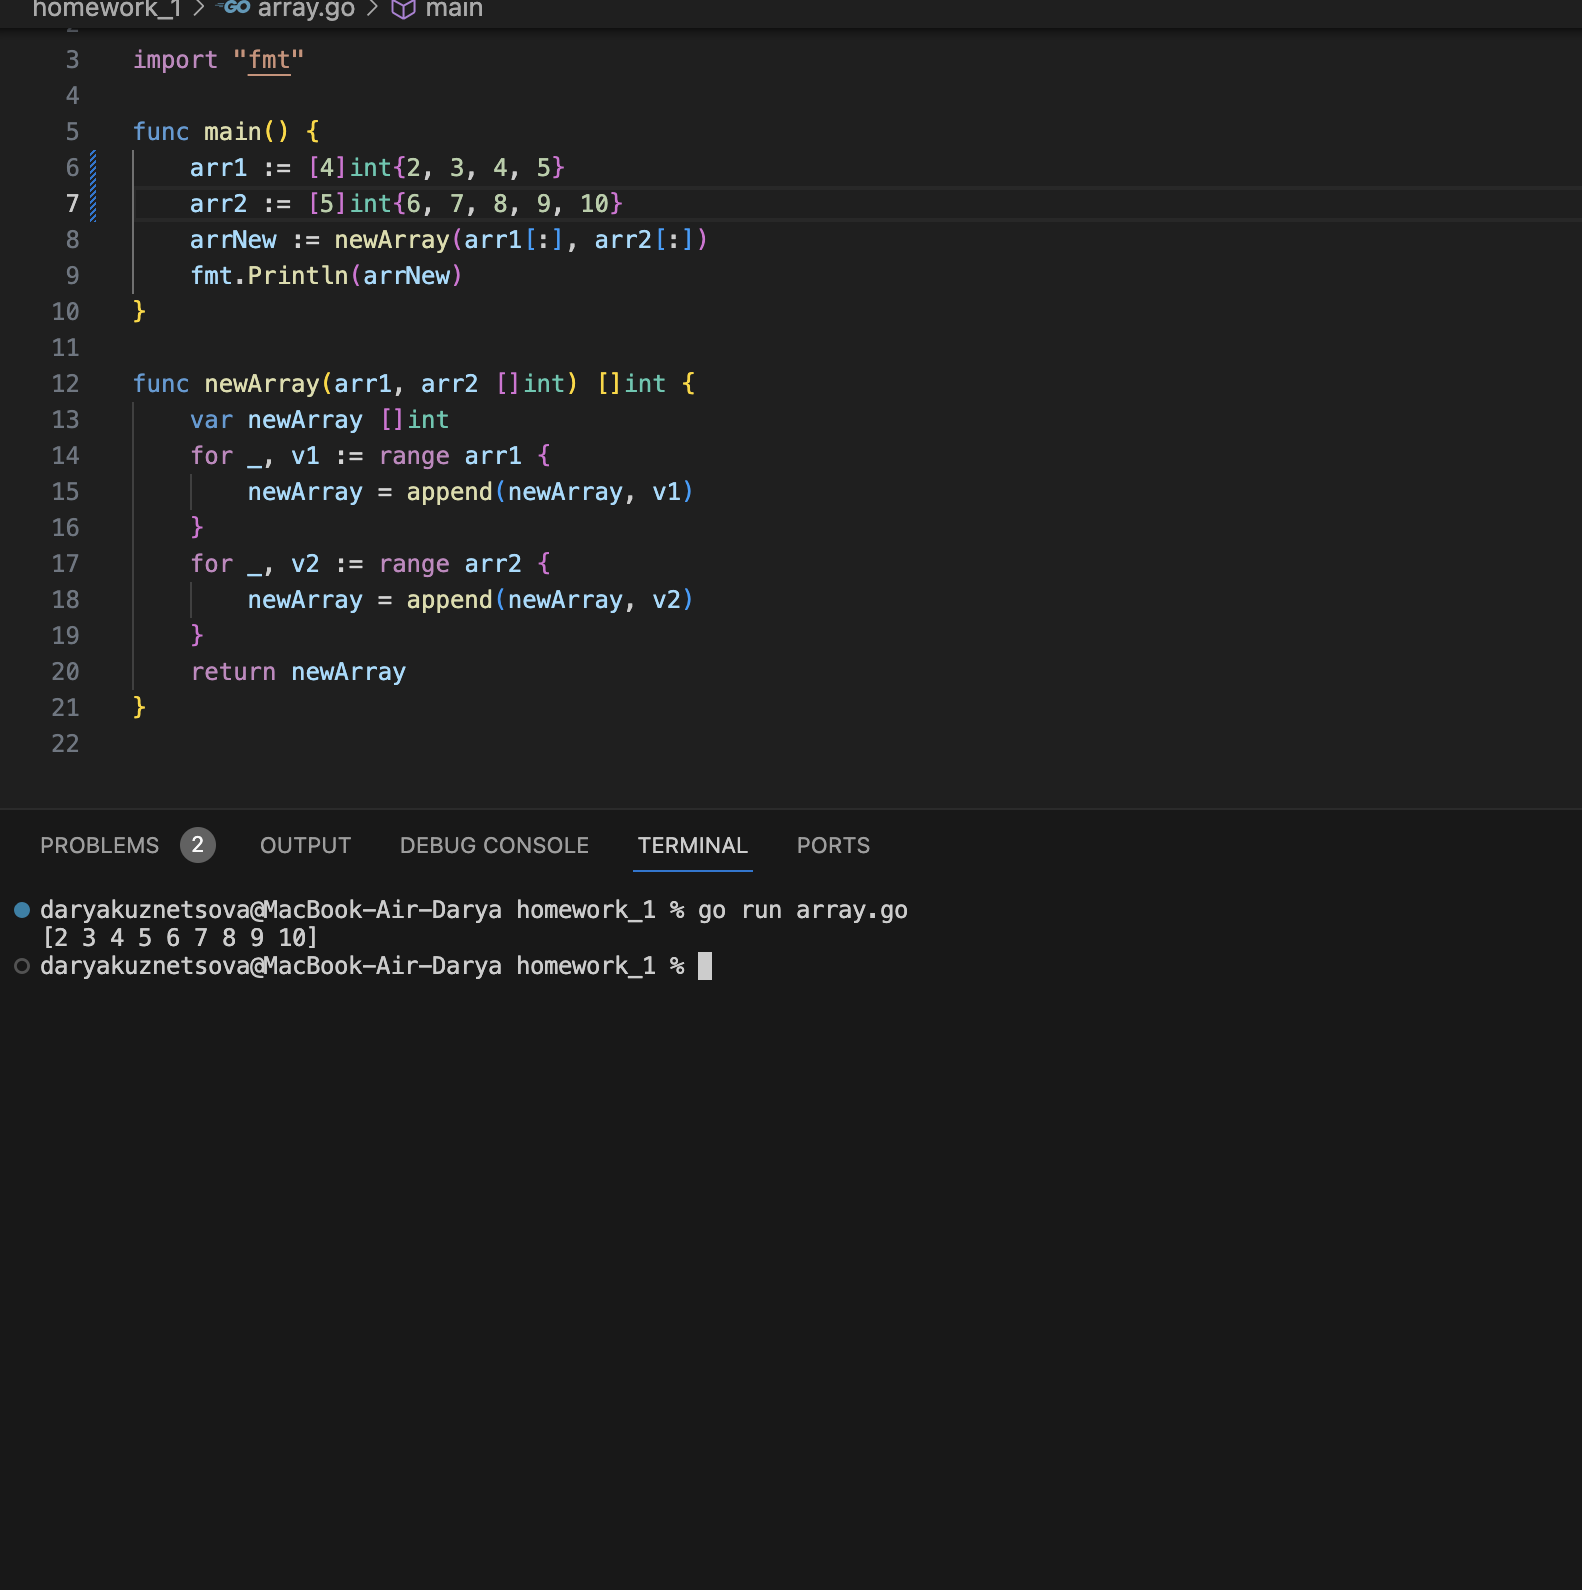 homework_1 > GO array.go > main
2
3 import "fmt"
4
5 func main() {
6 arr1 := [4]int{2, 3, 4, 5}
7 arr2 := [5]int{6, 7, 8, 9, 10}
8 arrNew := newArray(arr1[:], arr2[:])
9 fmt.Println(arrNew)
10 }
11
12 func newArray(arr1, arr2 []int) []int {
13 var newArray []int
14 for _, v1 := range arr1 {
15 newArray = append(newArray, v1)
16 }
17 for _, v2 := range arr2 {
18 newArray = append(newArray, v2)
19 }
20 return newArray
21 }
22
PROBLEMS 2 OUTPUT DEBUG CONSOLE TERMINAL PORTS
daryakuznetsova@MacBook-Air-Darya homework_1 % go run array.go
[2 3 4 5 6 7 8 9 10]
daryakuznetsova@MacBook-Air-Darya homework_1 %